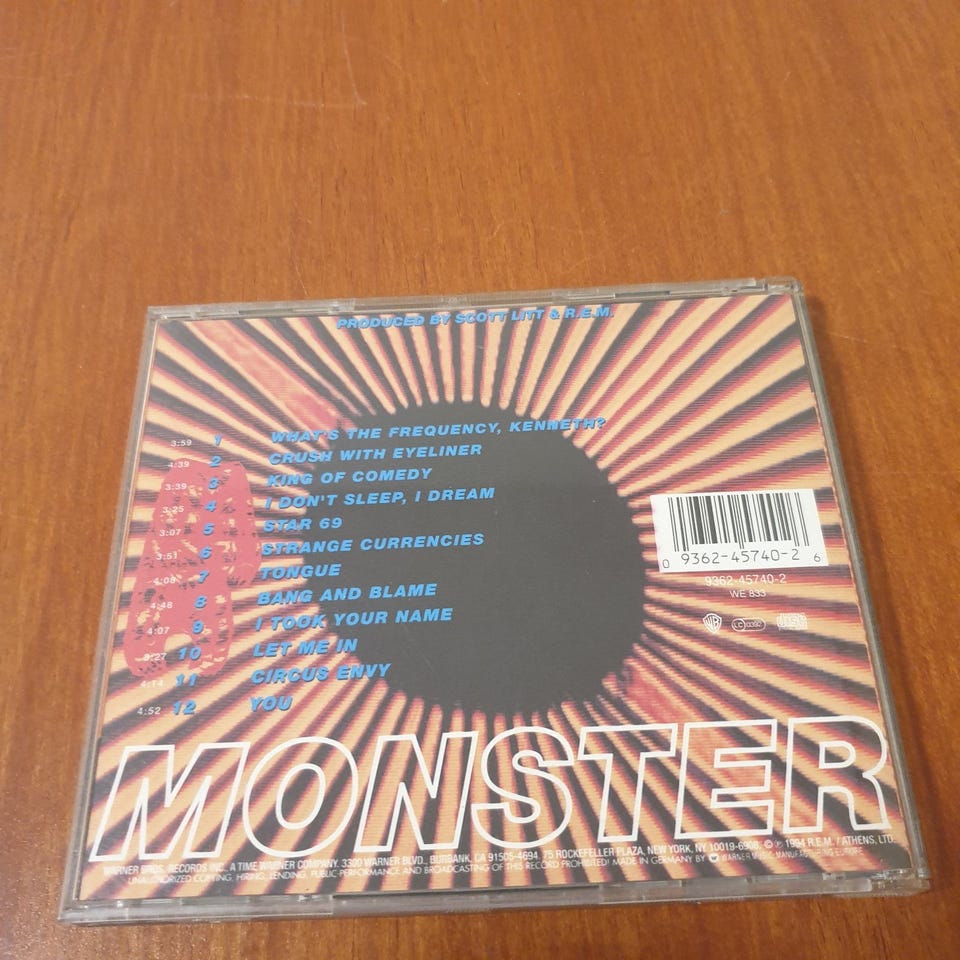 PRODUCED BY SCOTT LITT & R.E.M.
3:59 1 WHAT'S THE FREQUENCY, KENNETH?
4:39 2 CRUSH WITH EYELINER
3:39 3 KING OF COMEDY
3:25 4 I DON'T SLEEP, I DREAM
3:07 5 STAR 69
3:51 6 STRANGE CURRENCIES
4:08 7 TONGUE
4:48 8 BANG AND BLAME
4:07 9 I TOOK YOUR NAME
3:27 10 LET ME IN
4:14 11 CIRCUS ENVY
4:52 12 YOU
0 9362-45740-2 6
9362-45740-2
WE 833
WB LC 0392 disc
MONSTER
WARNER BROS. RECORDS INC., A TIME WARNER COMPANY. 3300 WARNER BLVD., BURBANK, CA 91505-4694. 75 ROCKEFELLER PLAZA, NEW YORK, NY 10019-6908. © ℗ 1994 R.E.M. / ATHENS, LTD.
UNAUTHORIZED COPYING, HIRING, LENDING, PUBLIC PERFORMANCE AND BROADCASTING OF THIS RECORD PROHIBITED. MADE IN GERMANY BY WARNER MUSIC MANUFACTURING EUROPE